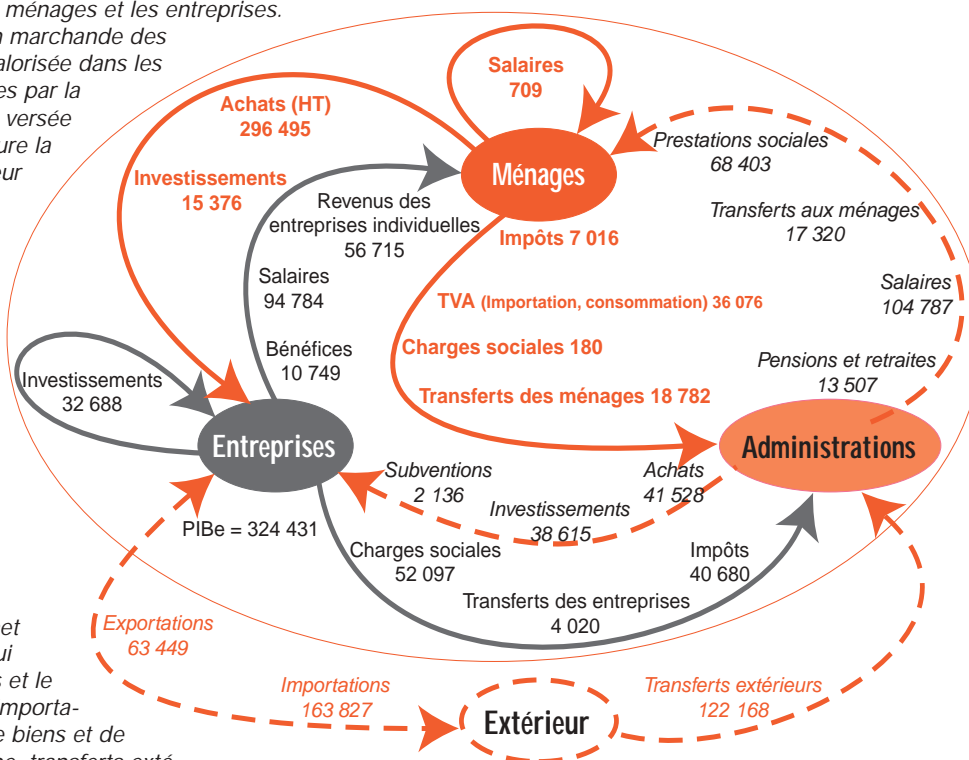 ménages et les entreprises.
marchande des
alorisée dans les
es par la
versée
ure la
eur
Salaires
709
Achats (HT)
296 495
Investissements
15 376
Ménages
Prestations sociales
68 403
Transferts aux ménages
17 320
Salaires
104 787
Pensions et retraites
13 507
Revenus des
entreprises individuelles
56 715
Salaires
94 784
Bénéfices
10 749
Impôts 7 016
TVA (Importation, consommation) 36 076
Charges sociales 180
Transferts des ménages 18 782
Investissements
32 688
Entreprises
Administrations
PIBe = 324 431
Subventions
2 136
Investissements
38 615
Achats
41 528
Charges sociales
52 097
Impôts
40 680
Transferts des entreprises
4 020
Exportations
63 449
Importations
163 827
Extérieur
Transferts extérieurs
122 168
et
ui
s et le
mporta-
e biens et de